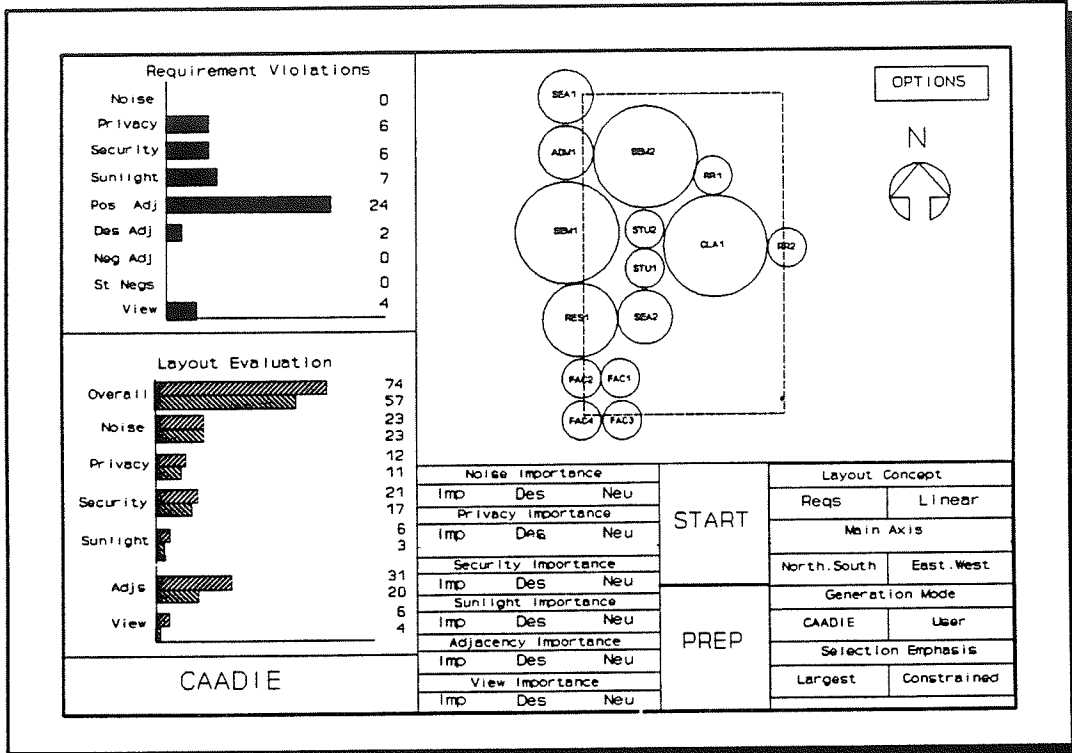 Requirement Violations
Noise 0
Privacy 6
Security 6
Sunlight 7
Pos Adj 24
Des Adj 2
Neg Adj 0
St Negs 0
View 4
Layout Evaluation
Overall 74
57
Noise 23
23
Privacy 12
11
Security 21
17
Sunlight 6
3
Adjs 31
20
View 6
4
CAADIE
OPTIONS
N
SEA1
ADM1
SEM2
RR1
SEM1
STU2
CLA1
RR2
STU1
RES1
SEA2
FAC2
FAC1
FAC4
FAC3
Noise Importance
Imp Des Neu
Privacy Importance
Imp Des Neu
Security Importance
Imp Des Neu
Sunlight Importance
Imp Des Neu
Adjacency Importance
Imp Des Neu
View Importance
Imp Des Neu
START
PREP
Layout Concept
Reqs Linear
Main Axis
North.South East.West
Generation Mode
CAADIE User
Selection Emphasis
Largest Constrained